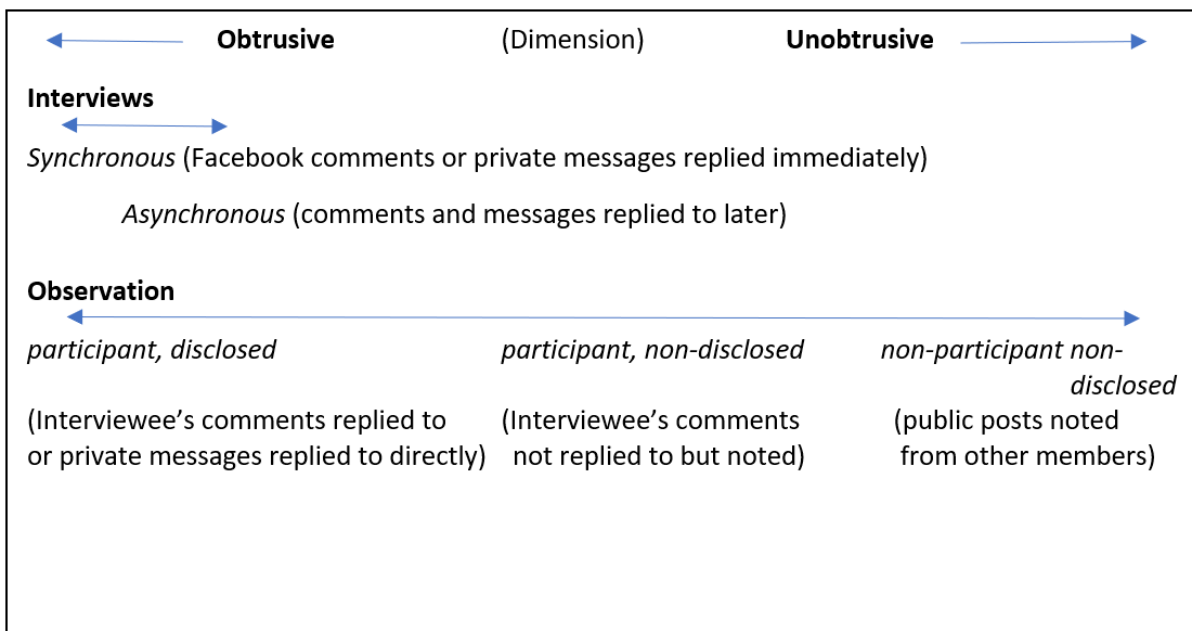 Obtrusive (Dimension) Unobtrusive
Interviews
Synchronous (Facebook comments or private messages replied immediately)
Asynchronous (comments and messages replied to later)
Observation
participant, disclosed participant, non-disclosed non-participant non-
disclosed
(Interviewee’s comments replied to (Interviewee’s comments (public posts noted
or private messages replied to directly) not replied to but noted) from other members)